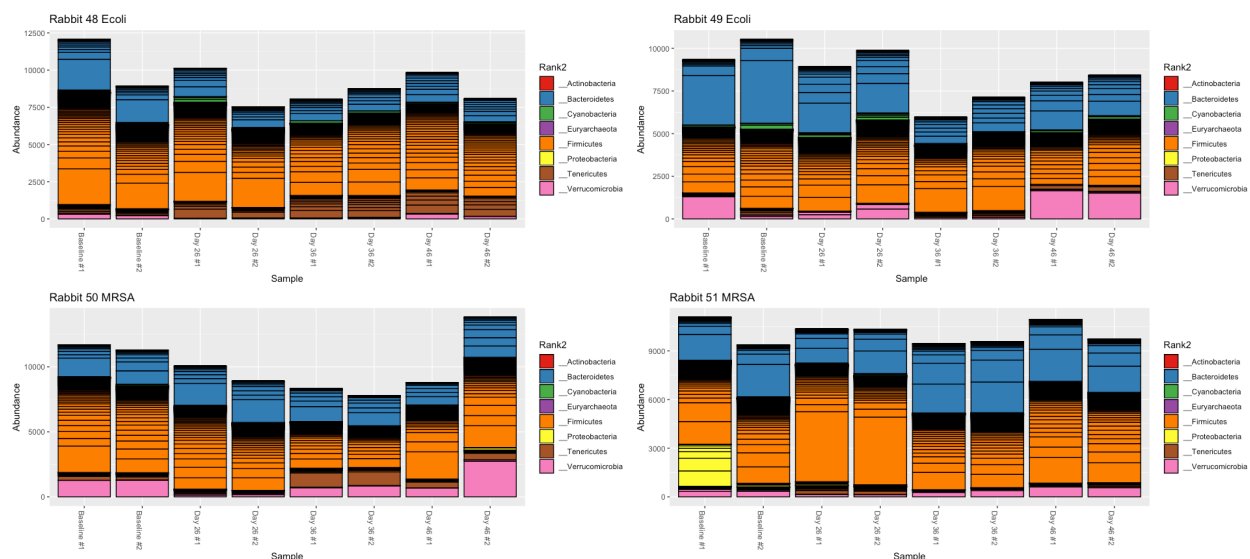 Rabbit 48 Ecoli
12500
10000
7500
5000
2500
0
Abundance
Baseline #1
Baseline #2
Day 26 #1
Day 26 #2
Day 36 #1
Day 36 #2
Day 46 #1
Day 46 #2
Sample
Rank2
__Actinobacteria
__Bacteroidetes
__Cyanobacteria
__Euryarchaeota
__Firmicutes
__Proteobacteria
__Tenericutes
__Verrucomicrobia
Rabbit 49 Ecoli
10000
7500
5000
2500
0
Abundance
Baseline #1
Baseline #2
Day 26 #1
Day 26 #2
Day 36 #1
Day 36 #2
Day 46 #1
Day 46 #2
Sample
Rank2
__Actinobacteria
__Bacteroidetes
__Cyanobacteria
__Euryarchaeota
__Firmicutes
__Proteobacteria
__Tenericutes
__Verrucomicrobia
Rabbit 50 MRSA
10000
5000
0
Abundance
Baseline #1
Baseline #2
Day 26 #1
Day 26 #2
Day 36 #1
Day 36 #2
Day 46 #1
Day 46 #2
Sample
Rank2
__Actinobacteria
__Bacteroidetes
__Cyanobacteria
__Euryarchaeota
__Firmicutes
__Proteobacteria
__Tenericutes
__Verrucomicrobia
Rabbit 51 MRSA
9000
6000
3000
0
Abundance
Baseline #1
Baseline #2
Day 26 #1
Day 26 #2
Day 36 #1
Day 36 #2
Day 46 #1
Day 46 #2
Sample
Rank2
__Actinobacteria
__Bacteroidetes
__Cyanobacteria
__Euryarchaeota
__Firmicutes
__Proteobacteria
__Tenericutes
__Verrucomicrobia